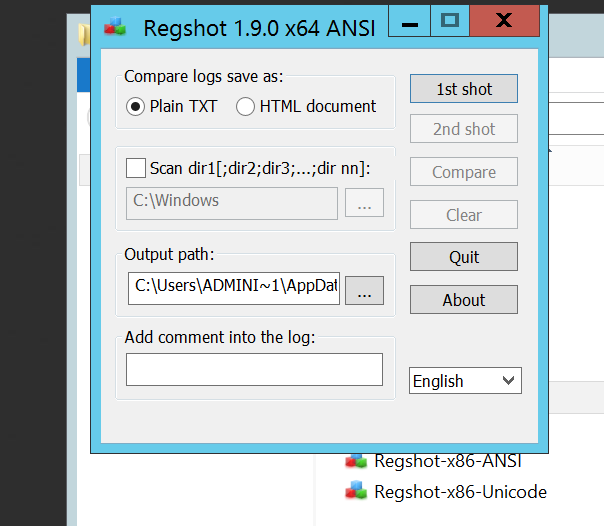 Regshot 1.9.0 x64 ANSI
Compare logs save as:
Plain TXT
HTML document
1st shot
2nd shot
Scan dir1[;dir2;dir3;...;dir nn]:
C:\Windows
...
Compare
Clear
Output path:
C:\Users\ADMINI~1\AppDat
...
Quit
About
Add comment into the log:
English
Regshot-x86-ANSI
Regshot-x86-Unicode